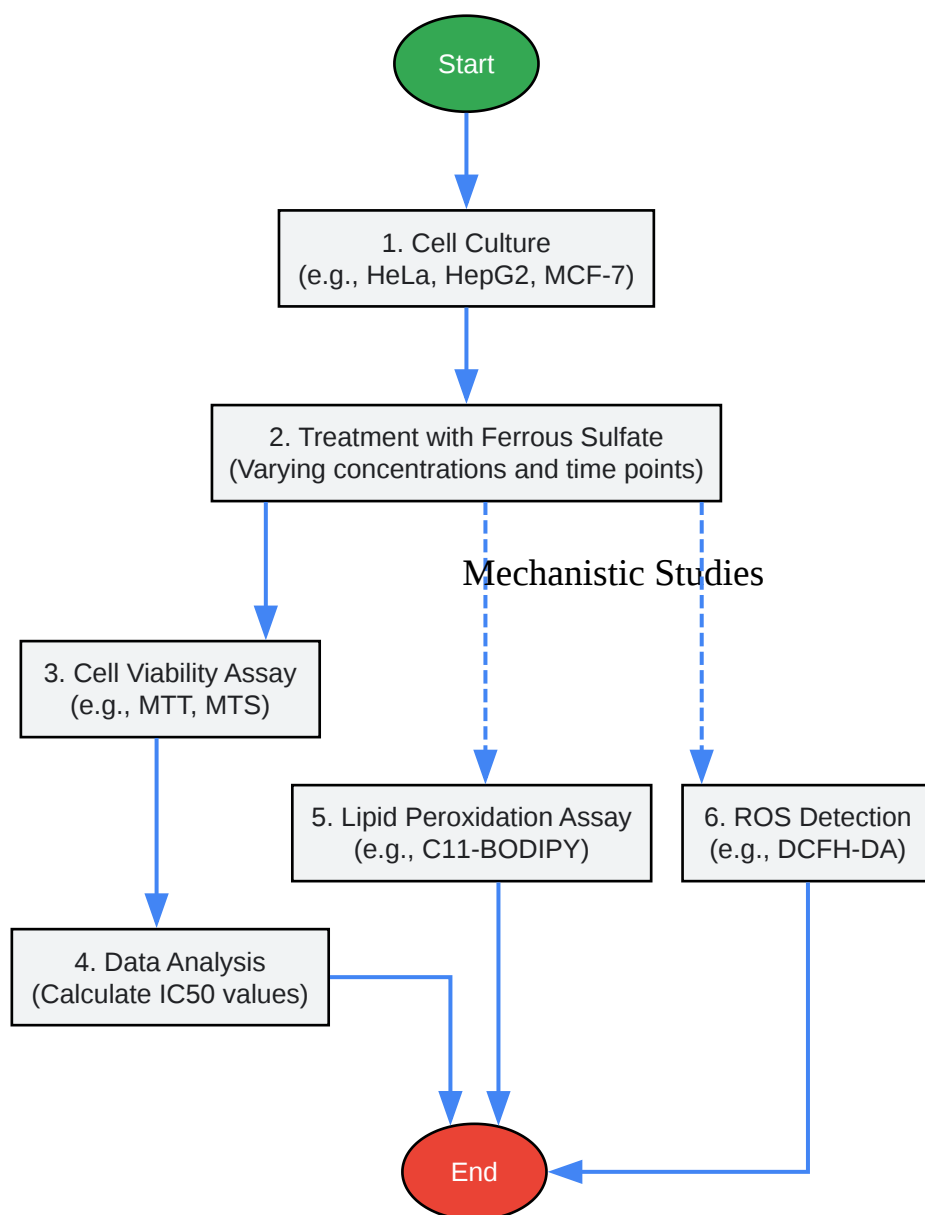 Start
1. Cell Culture
(e.g., HeLa, HepG2, MCF-7)
2. Treatment with Ferrous Sulfate
(Varying concentrations and time points)
Mechanistic Studies
3. Cell Viability Assay
(e.g., MTT, MTS)
5. Lipid Peroxidation Assay
(e.g., C11-BODIPY)
6. ROS Detection
(e.g., DCFH-DA)
4. Data Analysis
(Calculate IC50 values)
End